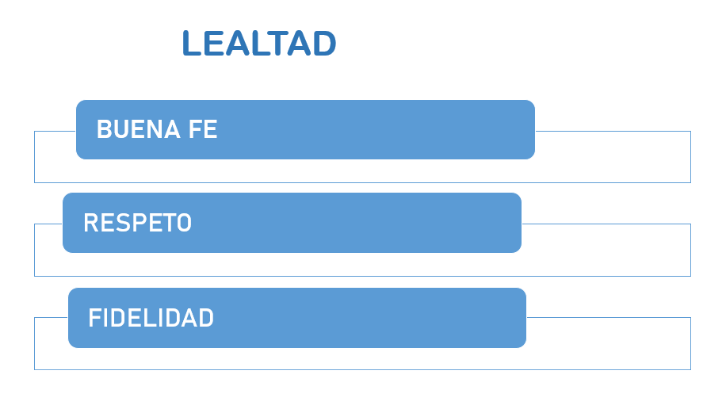 LEALTAD
BUENA FE
RESPETO
FIDELIDAD